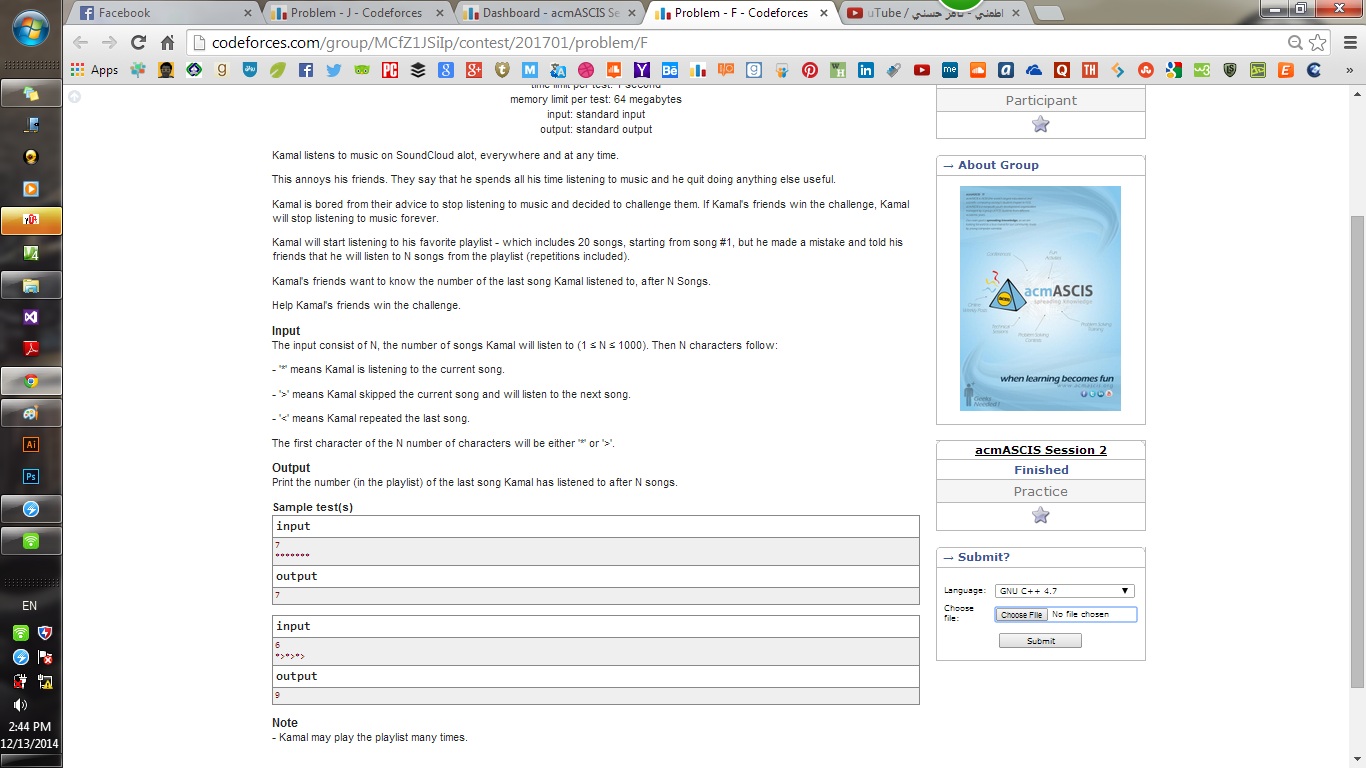 Facebook
Problem - J - Codeforces
Dashboard - acmASCIS Se
Problem - F - Codeforces
uTube / اطمني - تامر حسني
codeforces.com/group/MCfZ1JSiIp/contest/201701/problem/F
Apps
time limit per test: 1 second
memory limit per test: 64 megabytes
input: standard input
output: standard output
Kamal listens to music on SoundCloud alot, everywhere and at any time.
This annoys his friends. They say that he spends all his time listening to music and he quit doing anything else useful.
Kamal is bored from their advice to stop listening to music and decided to challenge them. If Kamal's friends win the challenge, Kamal
will stop listening to music forever.
Kamal will start listening to his favorite playlist - which includes 20 songs, starting from song #1, but he made a mistake and told his
friends that he will listen to N songs from the playlist (repetitions included).
Kamal's friends want to know the number of the last song Kamal listened to, after N Songs.
Help Kamal's friends win the challenge.
Input
The input consist of N, the number of songs Kamal will listen to (1 ≤ N ≤ 1000). Then N characters follow:
- '*' means Kamal is listening to the current song.
- '>' means Kamal skipped the current song and will listen to the next song.
- '<' means Kamal repeated the last song.
The first character of the N number of characters will be either '*' or '>'.
Output
Print the number (in the playlist) of the last song Kamal has listened to after N songs.
Sample test(s)
input
7
*******
output
7
input
6
*>*>*>
output
9
Note
- Kamal may play the playlist many times.
Participant
→ About Group
acmASCIS
spreading knowledge
when learning becomes fun
acmASCIS Session 2
Finished
Practice
→ Submit?
Language:
GNU C++ 4.7
Choose
file:
Choose File No file chosen
Submit
EN
2:44 PM
12/13/2014